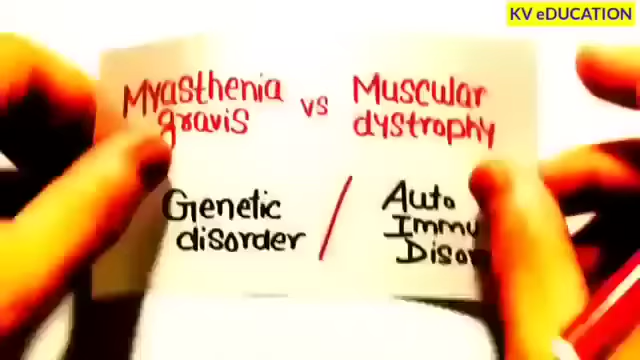 KV eDUCATION
Myasthenia gravis
vs
Muscular dystrophy
Genetic disorder
/
Auto